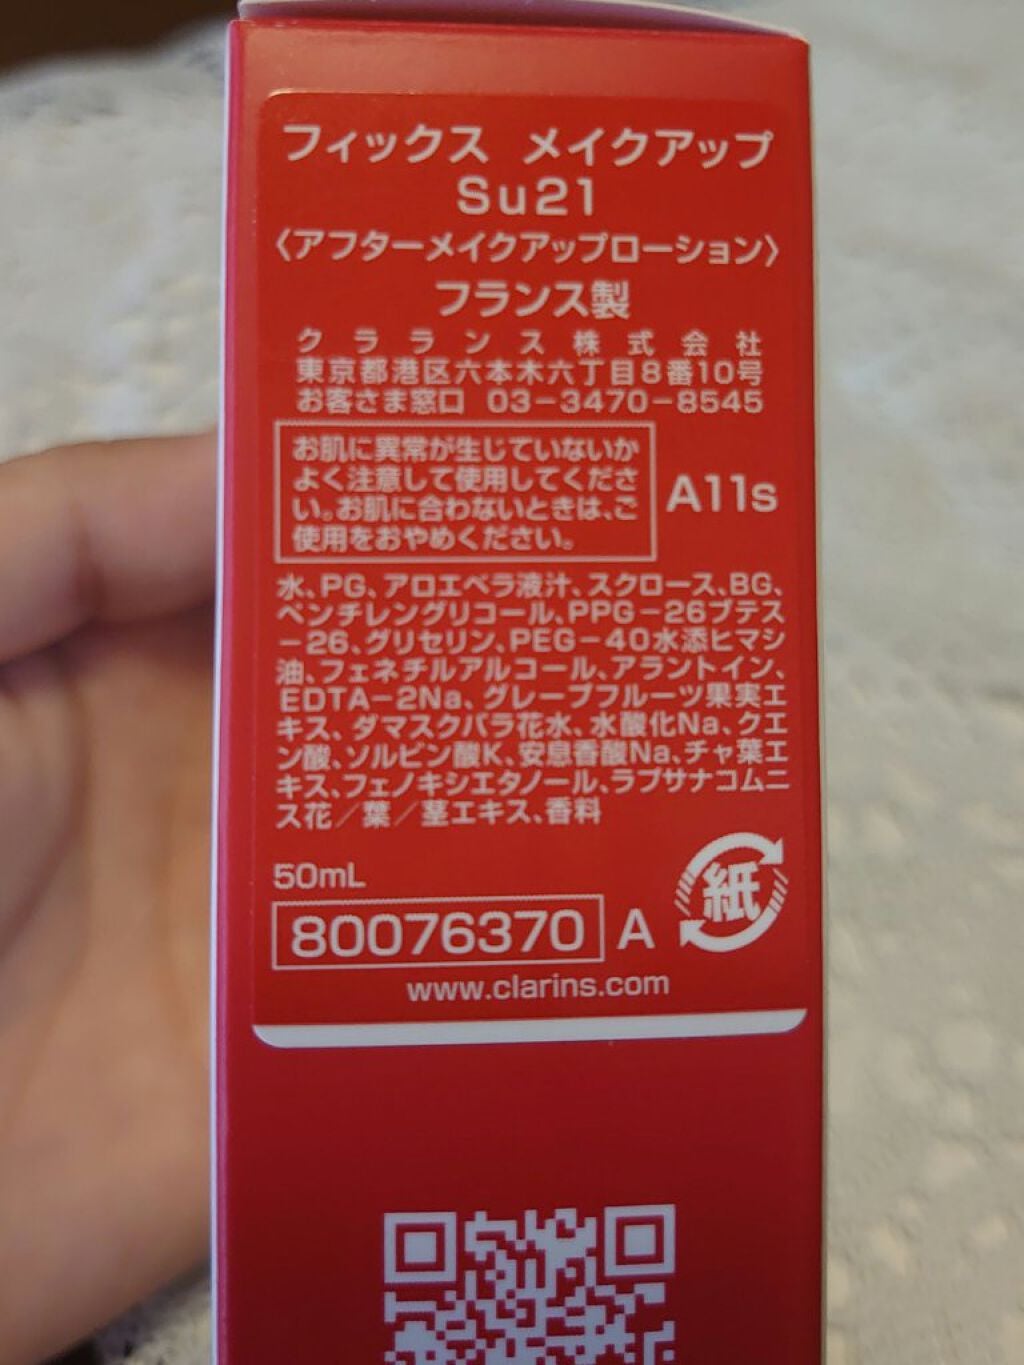 フィックス メイクアップ
Su21
〈アフターメイクアップローション〉
フランス製
クラランス株式会社
東京都港区六本木六丁目8番10号
お客さま窓口 03－3470－8545
お肌に異常が生じていないか
よく注意して使用してくださ
い。お肌に合わないときは、ご
使用をおやめください。
A11s
水、PG、アロエベラ液汁、スクロース、BG、
ペンチレングリコール、PPG－26ブテス
－26、グリセリン、PEG－40水添ヒマシ
油、フェネチルアルコール、アラントイン、
EDTA－2Na、グレープフルーツ果実エ
キス、ダマスクバラ花水、水酸化Na、クエ
ン酸、ソルビン酸K、安息香酸Na、チャ葉エ
キス、フェノキシエタノール、ラプサナコムニ
ス花／葉／茎エキス、香料
50mL
紙
80076370 A
www.clarins.com